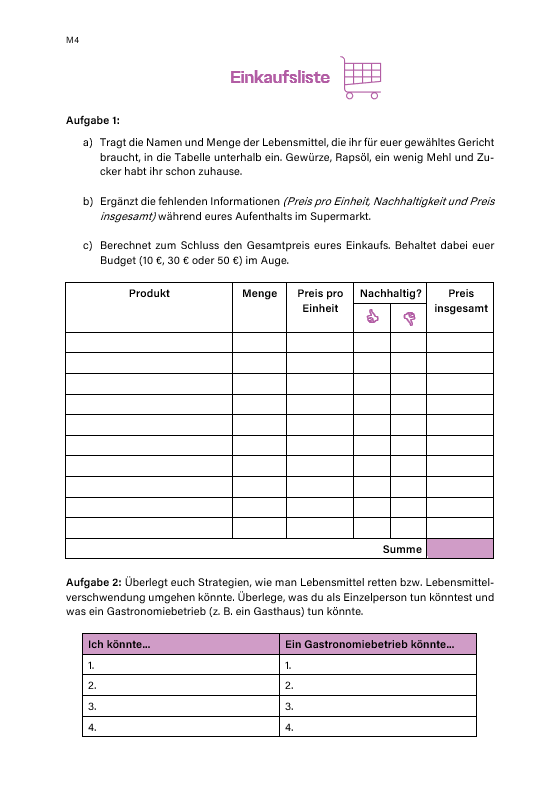 M4
Einkaufsliste
Aufgabe 1:
a) Tragt die Namen und Menge der Lebensmittel, die ihr für euer gewähltes Gericht
braucht, in die Tabelle unterhalb ein. Gewürze, Rapsöl, ein wenig Mehl und Zu-
cker habt ihr schon zuhause.
b) Ergänzt die fehlenden Informationen (Preis pro Einheit, Nachhaltigkeit und Preis
insgesamt) während eures Aufenthalts im Supermarkt.
c) Berechnet zum Schluss den Gesamtpreis eures Einkaufs. Behaltet dabei euer
Budget (10 €, 30 € oder 50 €) im Auge.
Produkt Menge Preis pro Nachhaltig? Preis
Einheit insgesamt
Summe
Aufgabe 2: Überlegt euch Strategien, wie man Lebensmittel retten bzw. Lebensmittel-
verschwendung umgehen könnte. Überlege, was du als Einzelperson tun könntest und
was ein Gastronomiebetrieb (z. B. ein Gasthaus) tun könnte.
Ich könnte... Ein Gastronomiebetrieb könnte...
1. 1.
2. 2.
3. 3.
4. 4.